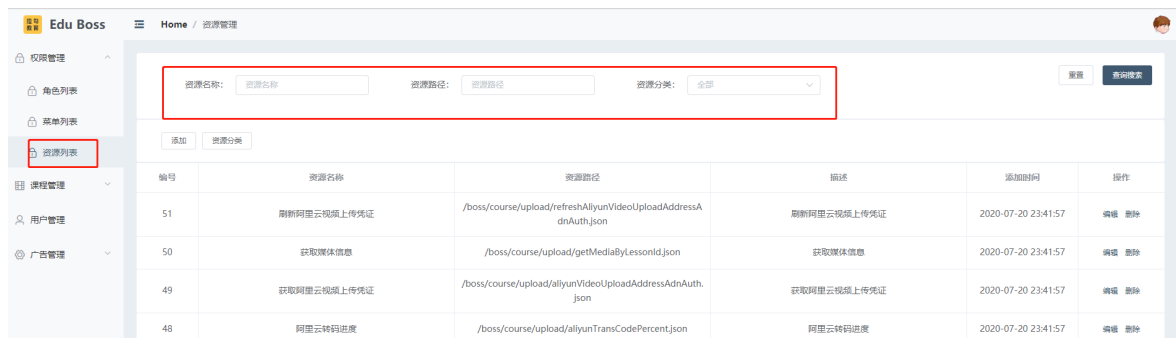 拉勾
教育
Edu Boss
Home / 资源管理
权限管理
角色列表
菜单列表
资源列表
课程管理
用户管理
广告管理
资源名称: 资源名称 资源路径: 资源路径 资源分类: 全部
重置 查询搜索
添加 资源分类
编号 资源名称 资源路径 描述 添加时间 操作
51 刷新阿里云视频上传凭证 /boss/course/upload/refreshAliyunVideoUploadAddressA
dnAuth.json 刷新阿里云视频上传凭证 2020-07-20 23:41:57 编辑 删除
50 获取媒体信息 /boss/course/upload/getMediaByLessonId.json 获取媒体信息 2020-07-20 23:41:57 编辑 删除
49 获取阿里云视频上传凭证 /boss/course/upload/aliyunVideoUploadAddressAdnAuth.
json 获取阿里云视频上传凭证 2020-07-20 23:41:57 编辑 删除
48 阿里云转码进度 /boss/course/upload/aliyunTransCodePercent.json 阿里云转码进度 2020-07-20 23:41:57 编辑 删除